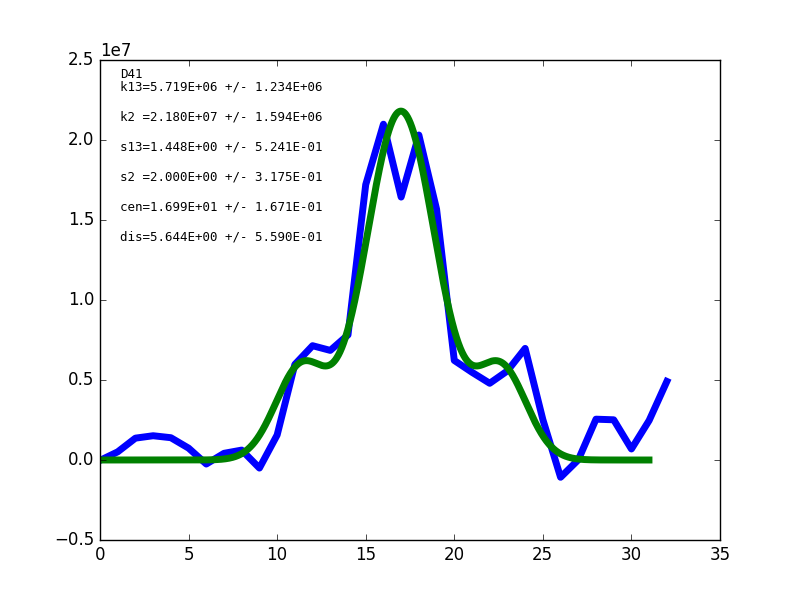 1e7
2.5
2.0
1.5
1.0
0.5
0.0
−0.5
D41
k13=5.719E+06 +/- 1.234E+06
k2 =2.180E+07 +/- 1.594E+06
s13=1.448E+00 +/- 5.241E-01
s2 =2.000E+00 +/- 3.175E-01
cen=1.699E+01 +/- 1.671E-01
dis=5.644E+00 +/- 5.590E-01
0 5 10 15 20 25 30 35